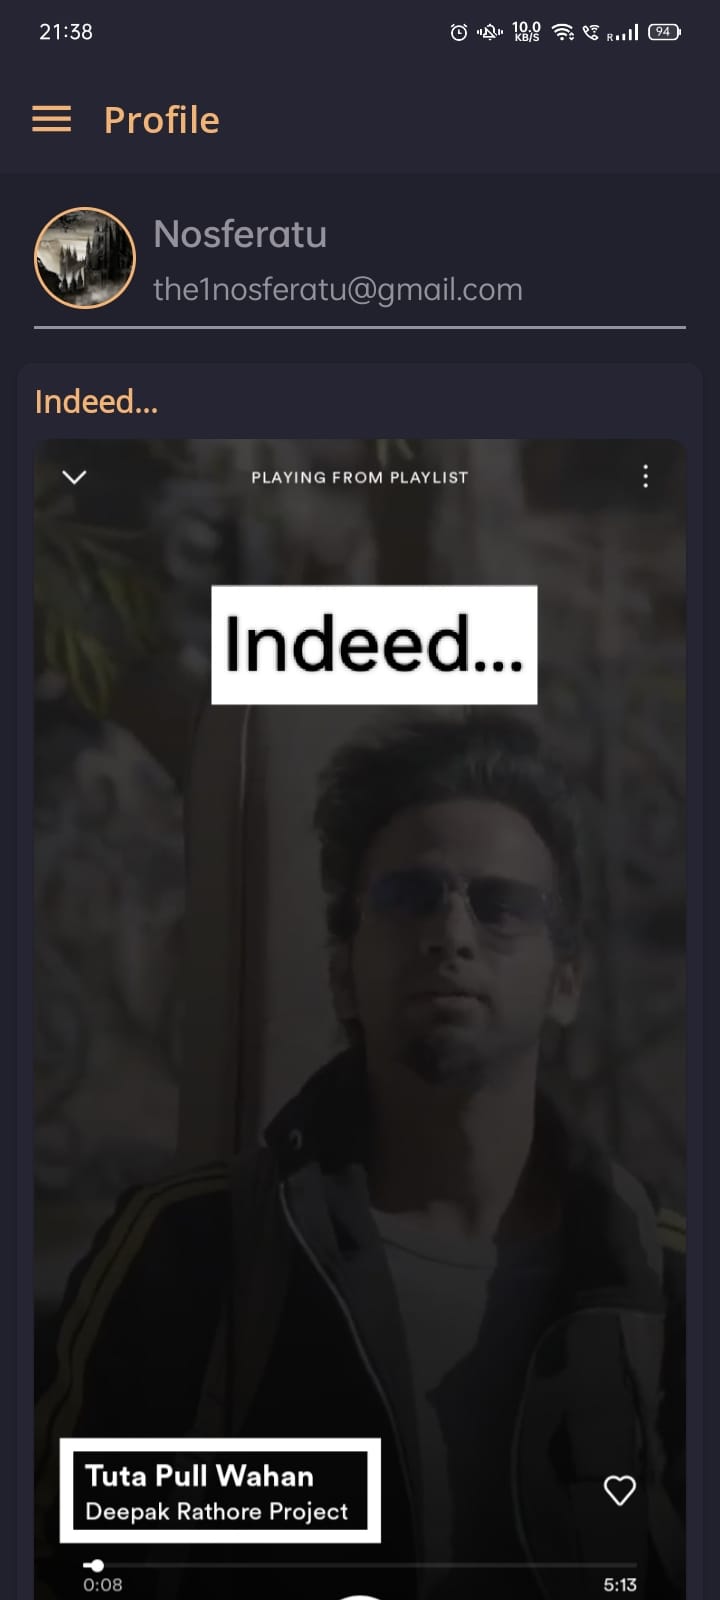 21:38
10.0
KB/S
R
94
Profile
Nosferatu
the1nosferatu@gmail.com
Indeed...
PLAYING FROM PLAYLIST
Indeed...
Tuta Pull Wahan
Deepak Rathore Project
0:08
5:13